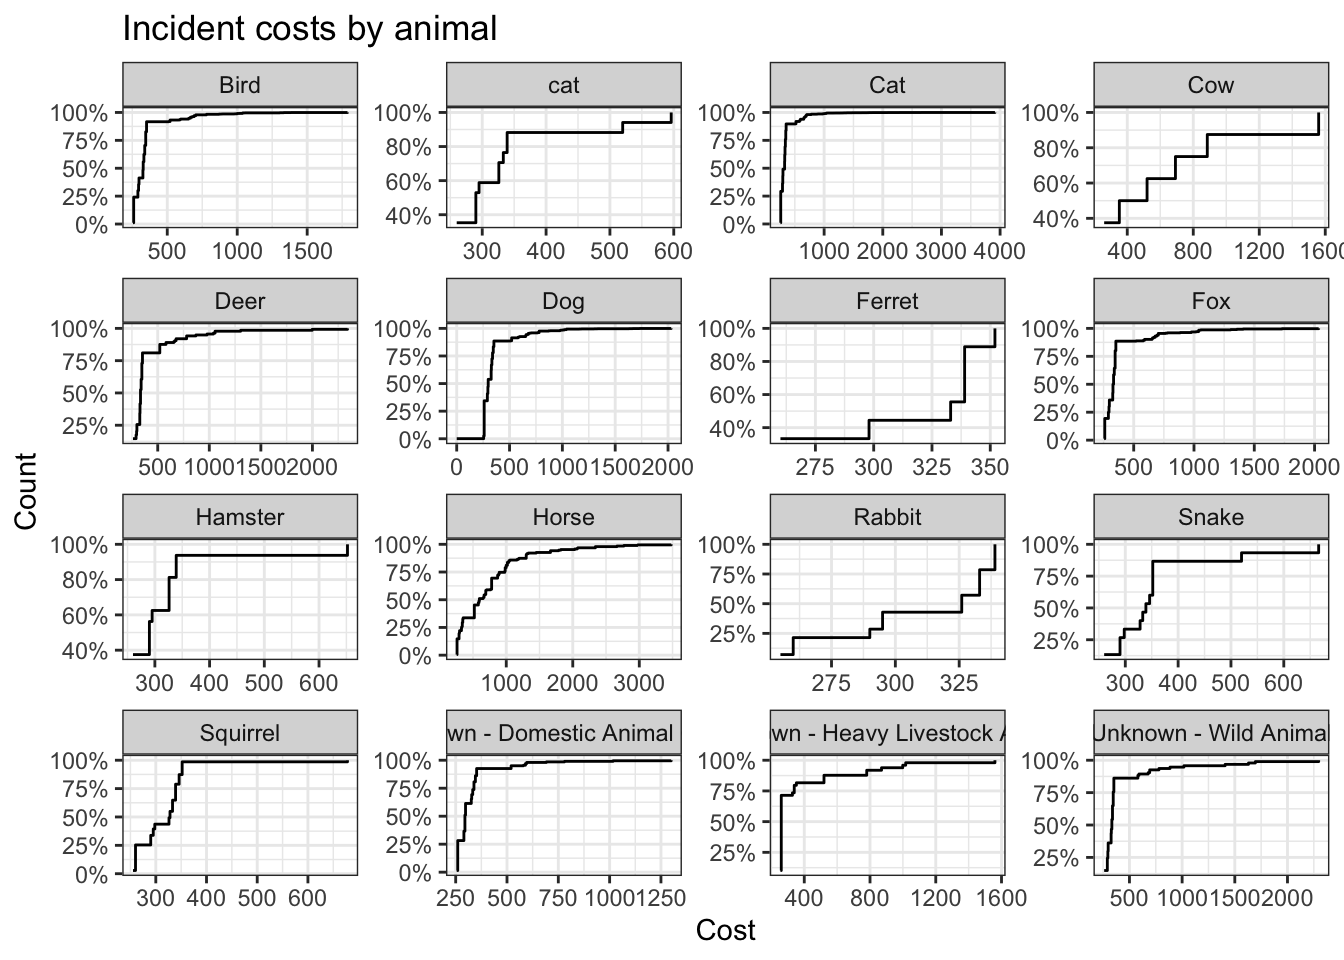 Incident costs by animal
Bird cat Cat Cow
100% 100% 100% 100%
75% 80% 75% 80%
50% 60% 50% 60%
25% 40% 25% 40%
0% 0%
500 1000 1500 300 400 500 600 1000 2000 3000 4000 400 800 1200 1600
Deer Dog Ferret Fox
100% 100% 100% 100%
75% 75% 80% 75%
50% 50% 60% 50%
25% 25% 40% 25%
0% 0%
500 1000 1500 2000 0 500 1000 1500 2000 275 300 325 350 500 1000 1500 2000
Hamster Horse Rabbit Snake
100% 100% 100% 100%
80% 75% 75% 75%
60% 50% 50% 50%
40% 25% 25% 25%
0%
300 400 500 600 1000 2000 3000 275 300 325 300 400 500 600
Squirrel wn - Domestic Animal wn - Heavy Livestock Unknown - Wild Animal
100% 100% 100% 100%
75% 75% 75% 75%
50% 50% 50% 50%
25% 25% 25% 25%
0% 0%
300 400 500 600 250 500 750 1000 1250 400 800 1200 1600 500 1000 1500 2000
Cost
Count